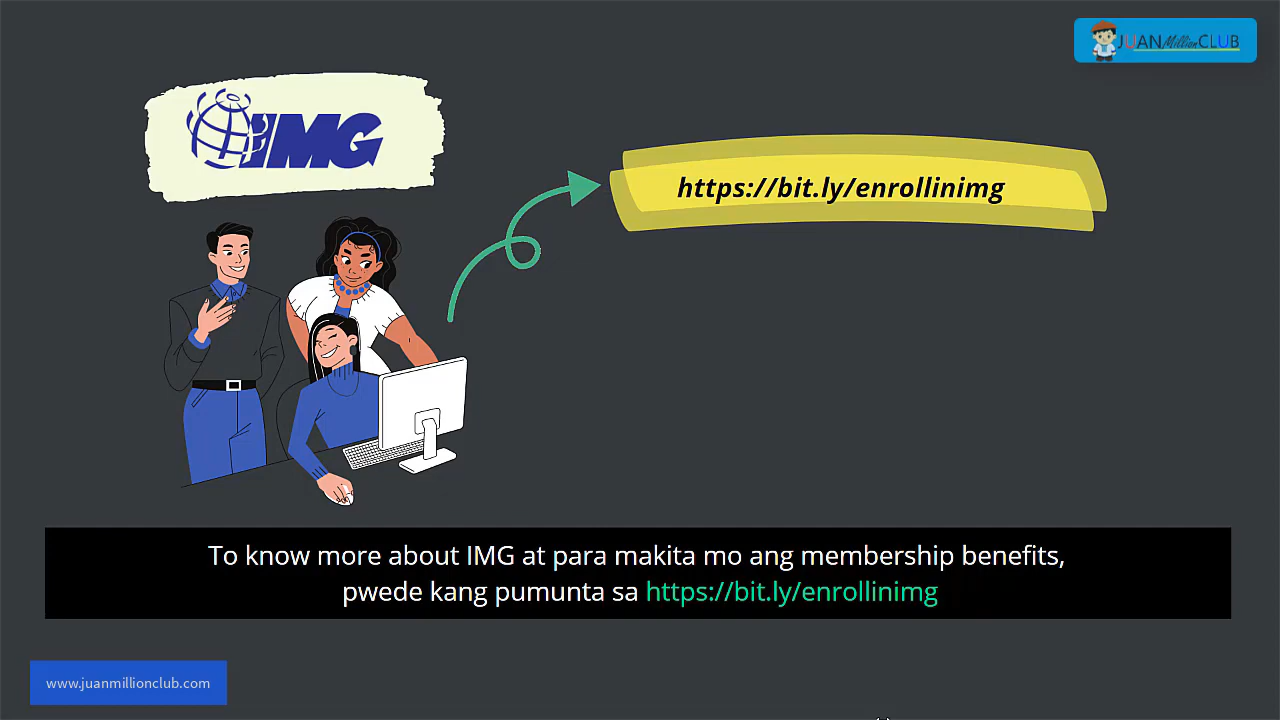 JUANMillionCLUB
IMG
https://bit.ly/enrollinimg
To know more about IMG at para makita mo ang membership benefits,
pwede kang pumunta sa https://bit.ly/enrollinimg
www.juanmillionclub.com